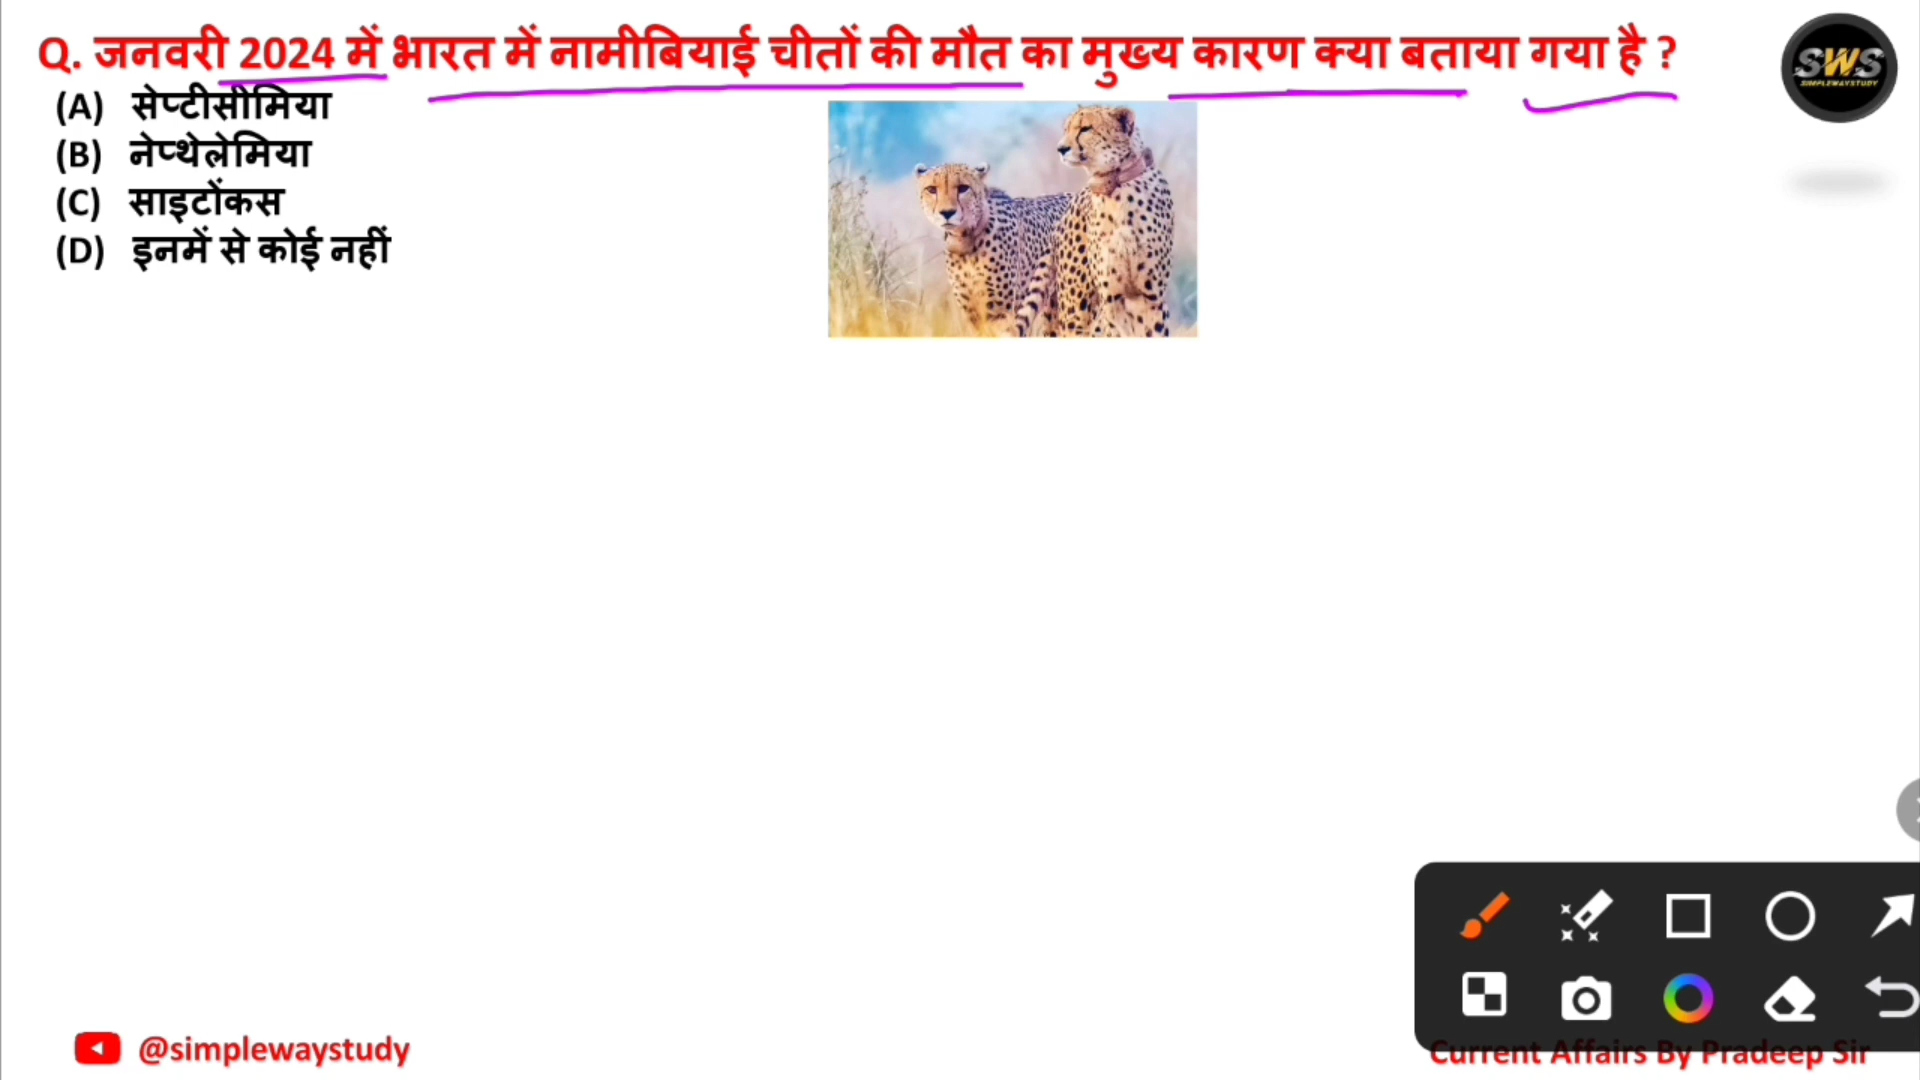 Q. जनवरी 2024 में भारत में नामीबियाई चीतों की मौत का मुख्य कारण क्या बताया गया है ?
(A) सेप्टीसीमिया
(B) नेप्थेलेमिया
(C) साइटोंकस
(D) इनमें से कोई नहीं
SWS
SIMPLEWAYSTUDY
@simplewaystudy
Current Affairs By Pradeep Sir